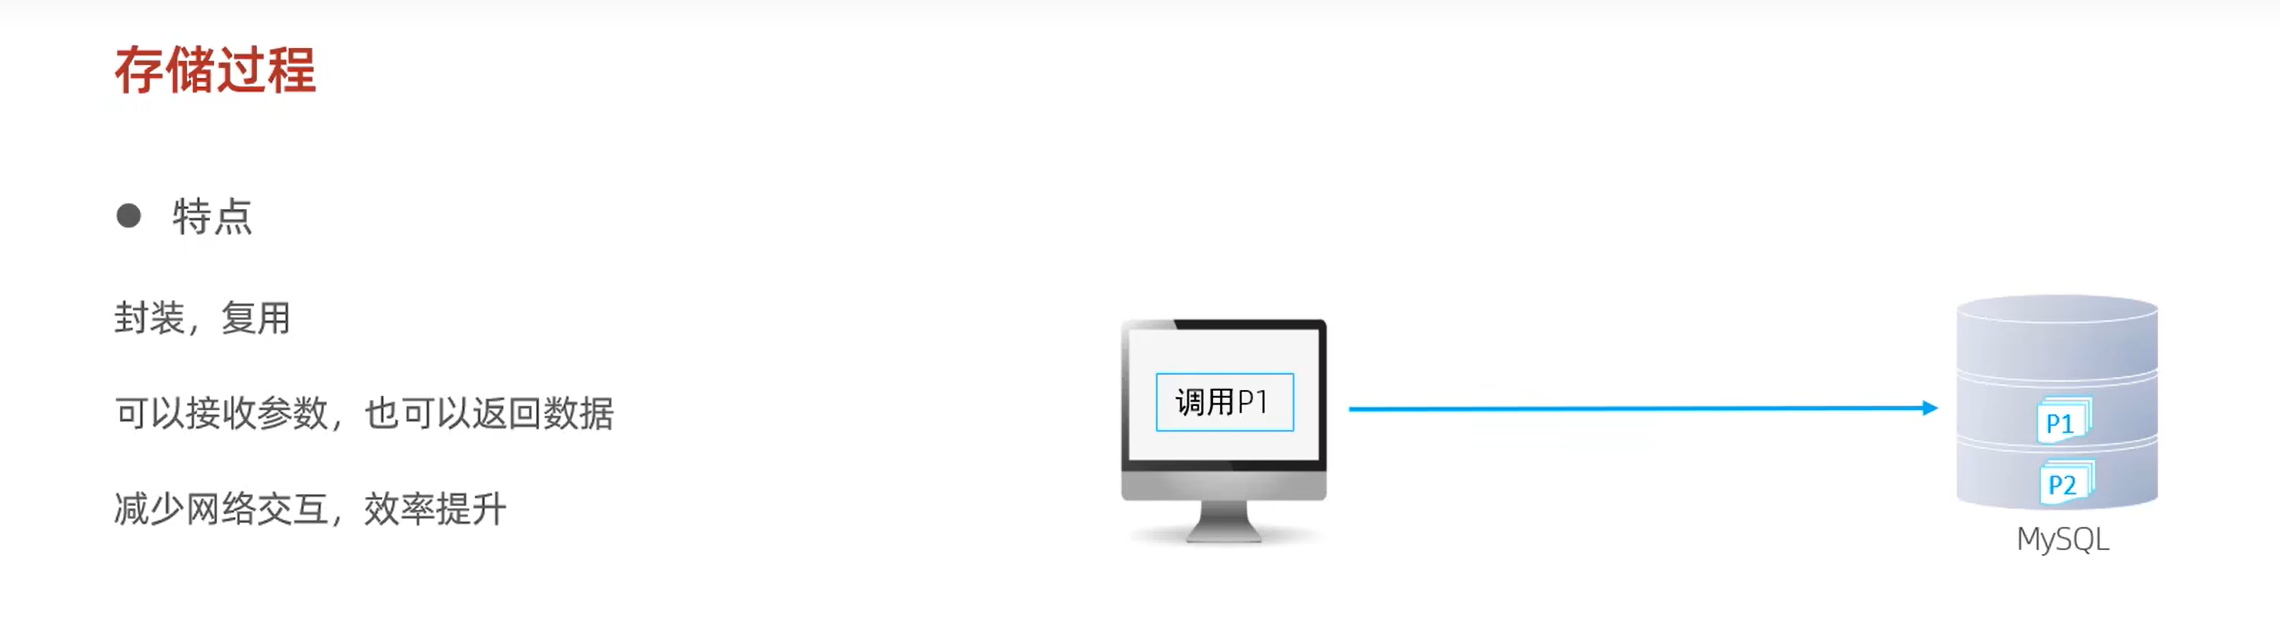 存储过程
● 特点
封装，复用
可以接收参数，也可以返回数据
减少网络交互，效率提升
调用P1
P1
P2
MySQL